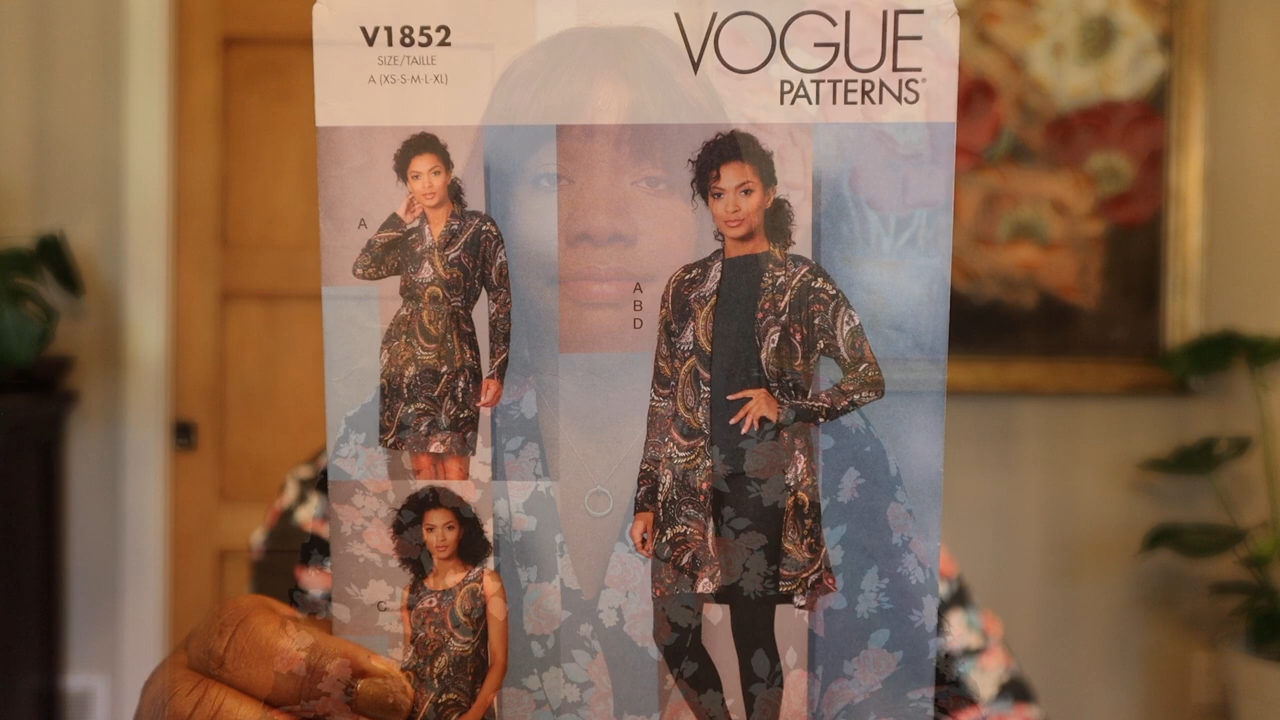 V1852
SIZE/TAILLE
A (XS-S-M-L-XL)
VOGUE
PATTERNS®
A
A
B
D
C